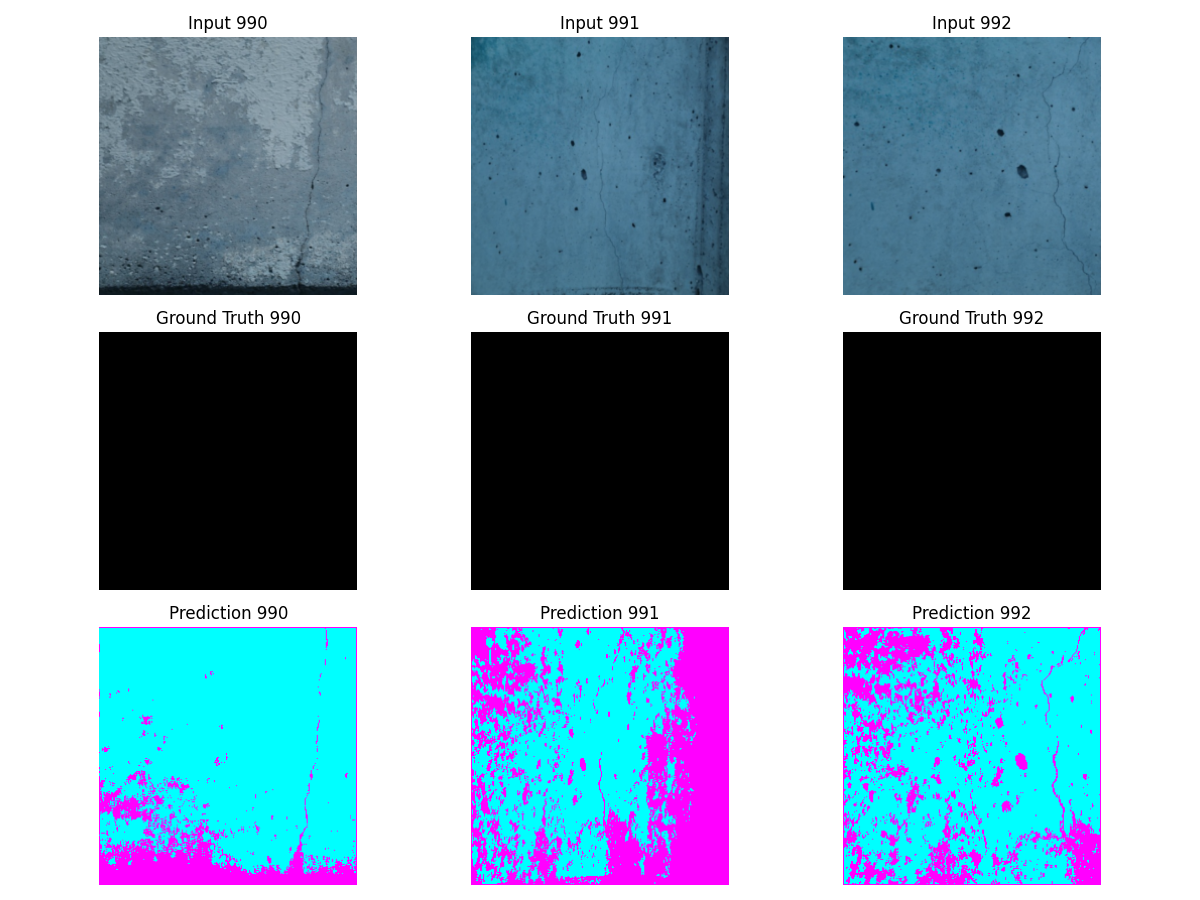 Input 990
Input 991
Input 992
Ground Truth 990
Ground Truth 991
Ground Truth 992
Prediction 990
Prediction 991
Prediction 992